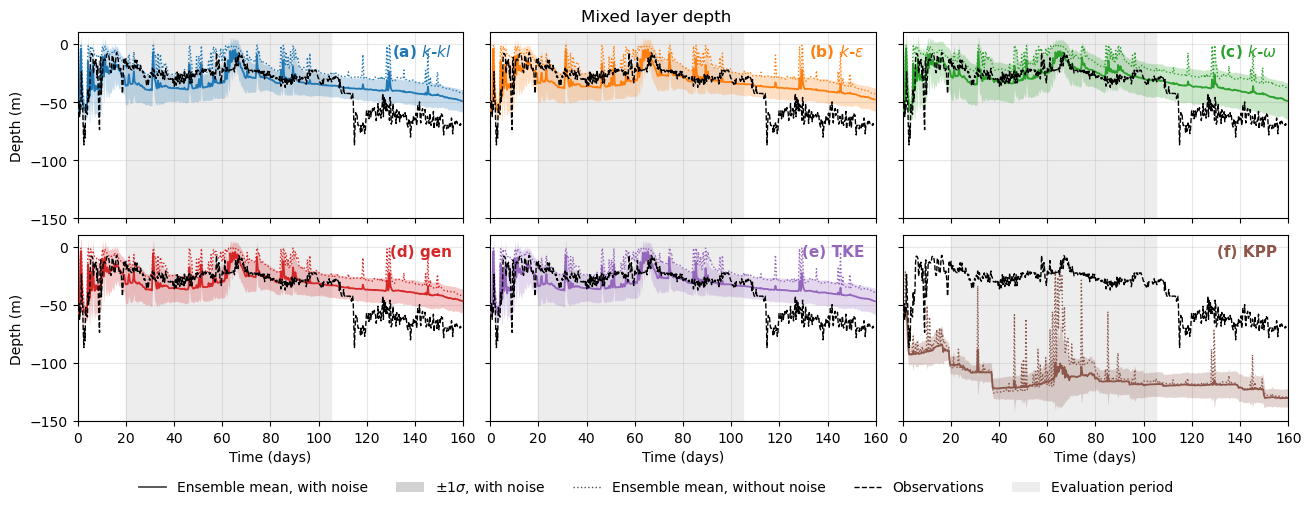 Mixed layer depth
(a) k-kl
(b) k-ε
(c) k-ω
0
−50
−100
−150
Depth (m)
(d) gen
(e) TKE
(f) KPP
0
−50
−100
−150
Depth (m)
0 20 40 60 80 100 120 140 160
0 20 40 60 80 100 120 140 160
0 20 40 60 80 100 120 140 160
Time (days)
Time (days)
Time (days)
Ensemble mean, with noise
±1σ, with noise
Ensemble mean, without noise
Observations
Evaluation period